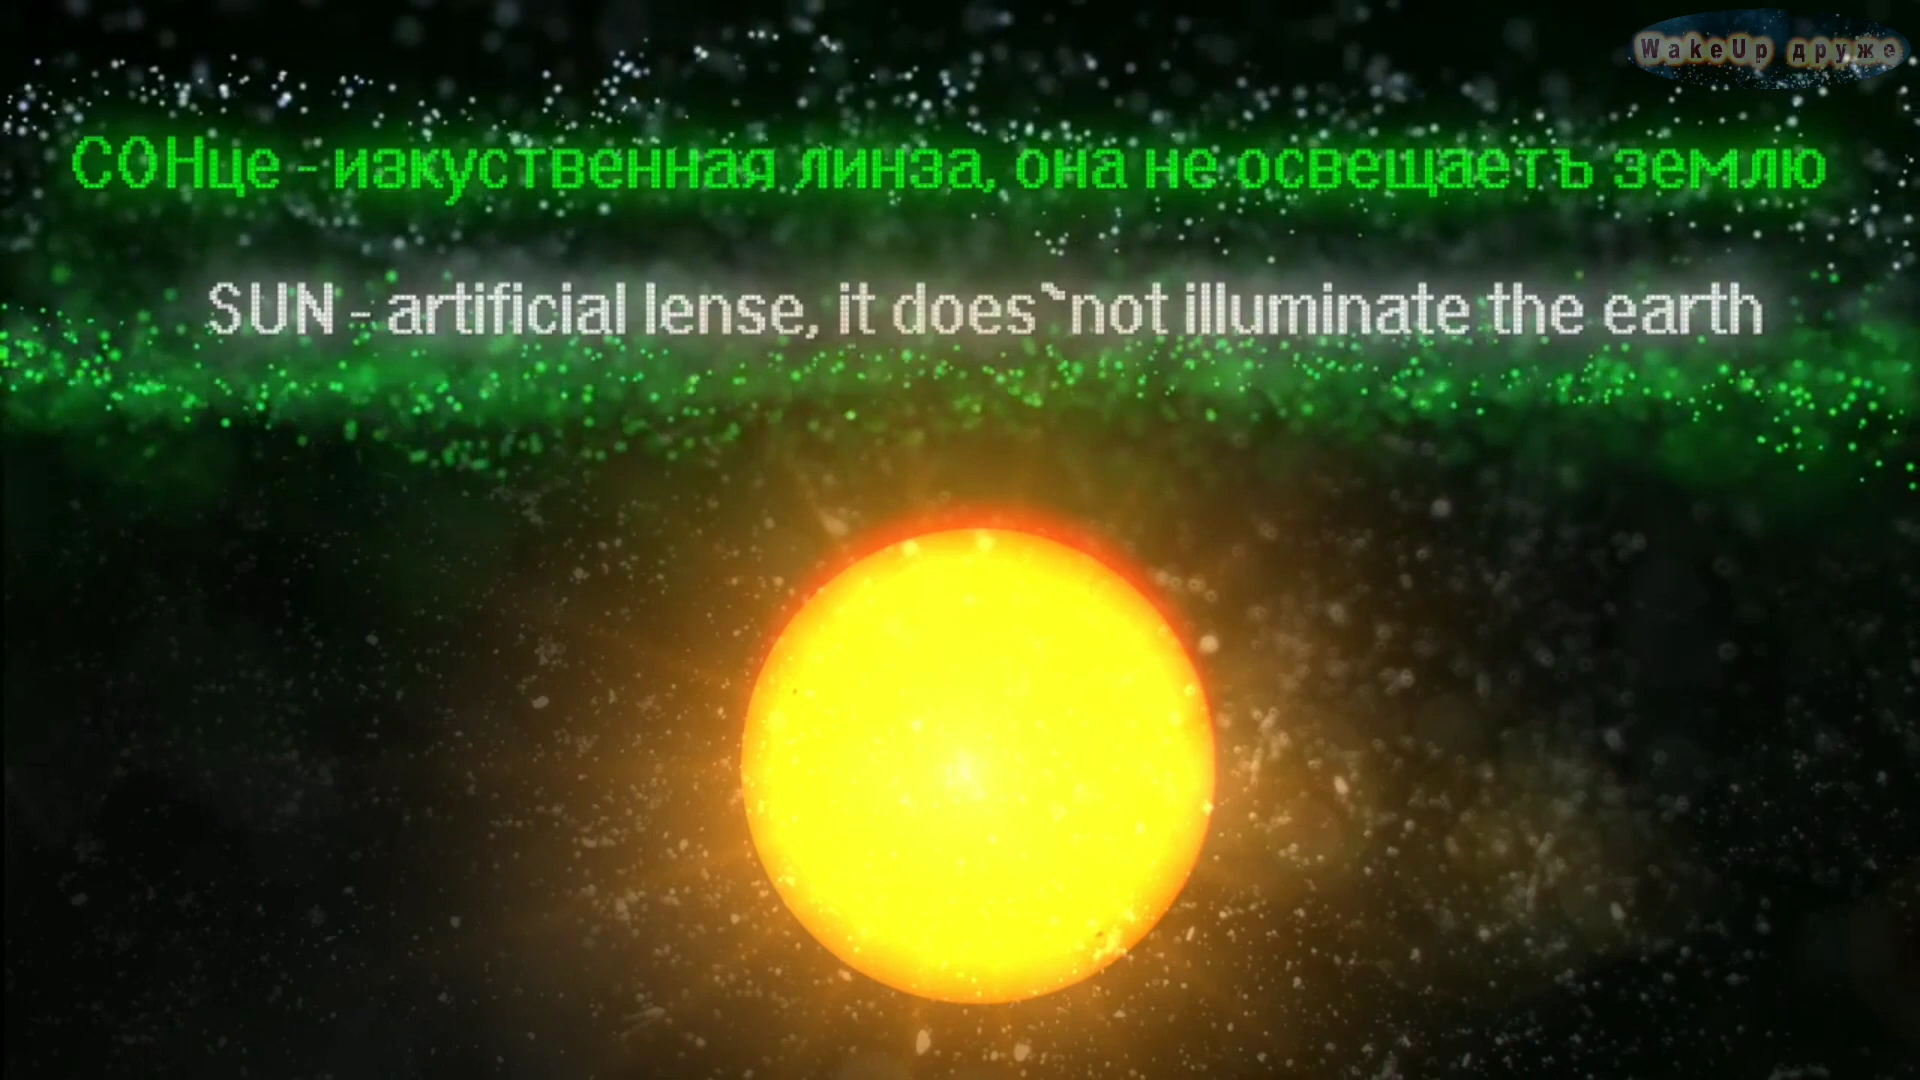 WakeUp друже
СОНце - изкуственная линза, она не освещаетъ землю
SUN - artificial lense, it does`not illuminate the earth